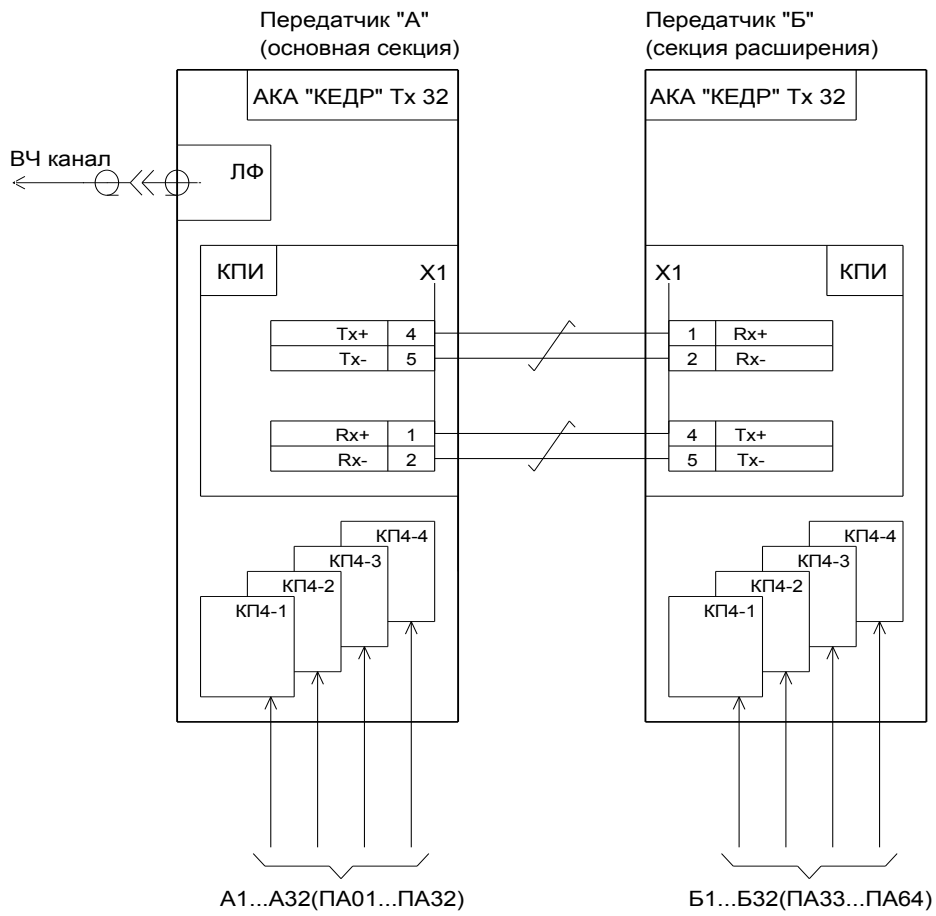 Передатчик "А"
(основная секция)
Передатчик "Б"
(секция расширения)
АКА "КЕДР" Тх 32
АКА "КЕДР" Тх 32
ВЧ канал
ЛФ
КПИ
X1
X1
КПИ
Tx+ 4
Tx- 5
1 Rx+
2 Rx-
Rx+ 1
Rx- 2
4 Tx+
5 Tx-
КП4-4
КП4-3
КП4-2
КП4-1
КП4-4
КП4-3
КП4-2
КП4-1
А1...А32(ПА01...ПА32)
Б1...Б32(ПА33...ПА64)